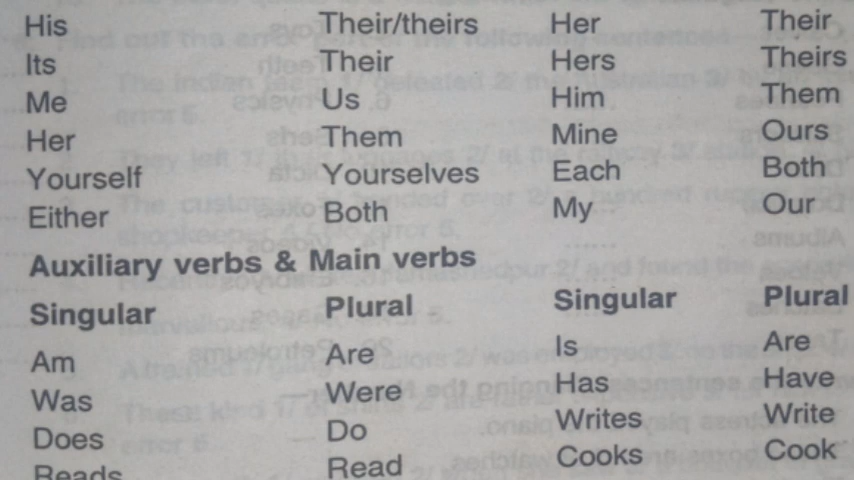 His Their/theirs Her Their
Its Their Hers Theirs
Me Us Him Them
Her Them Mine Ours
Yourself Yourselves Each Both
Either Both My Our
Auxiliary verbs & Main verbs
Singular Plural Singular Plural
Am Are Is Are
Was Were Has Have
Does Do Writes Write
Reads Read Cooks Cook